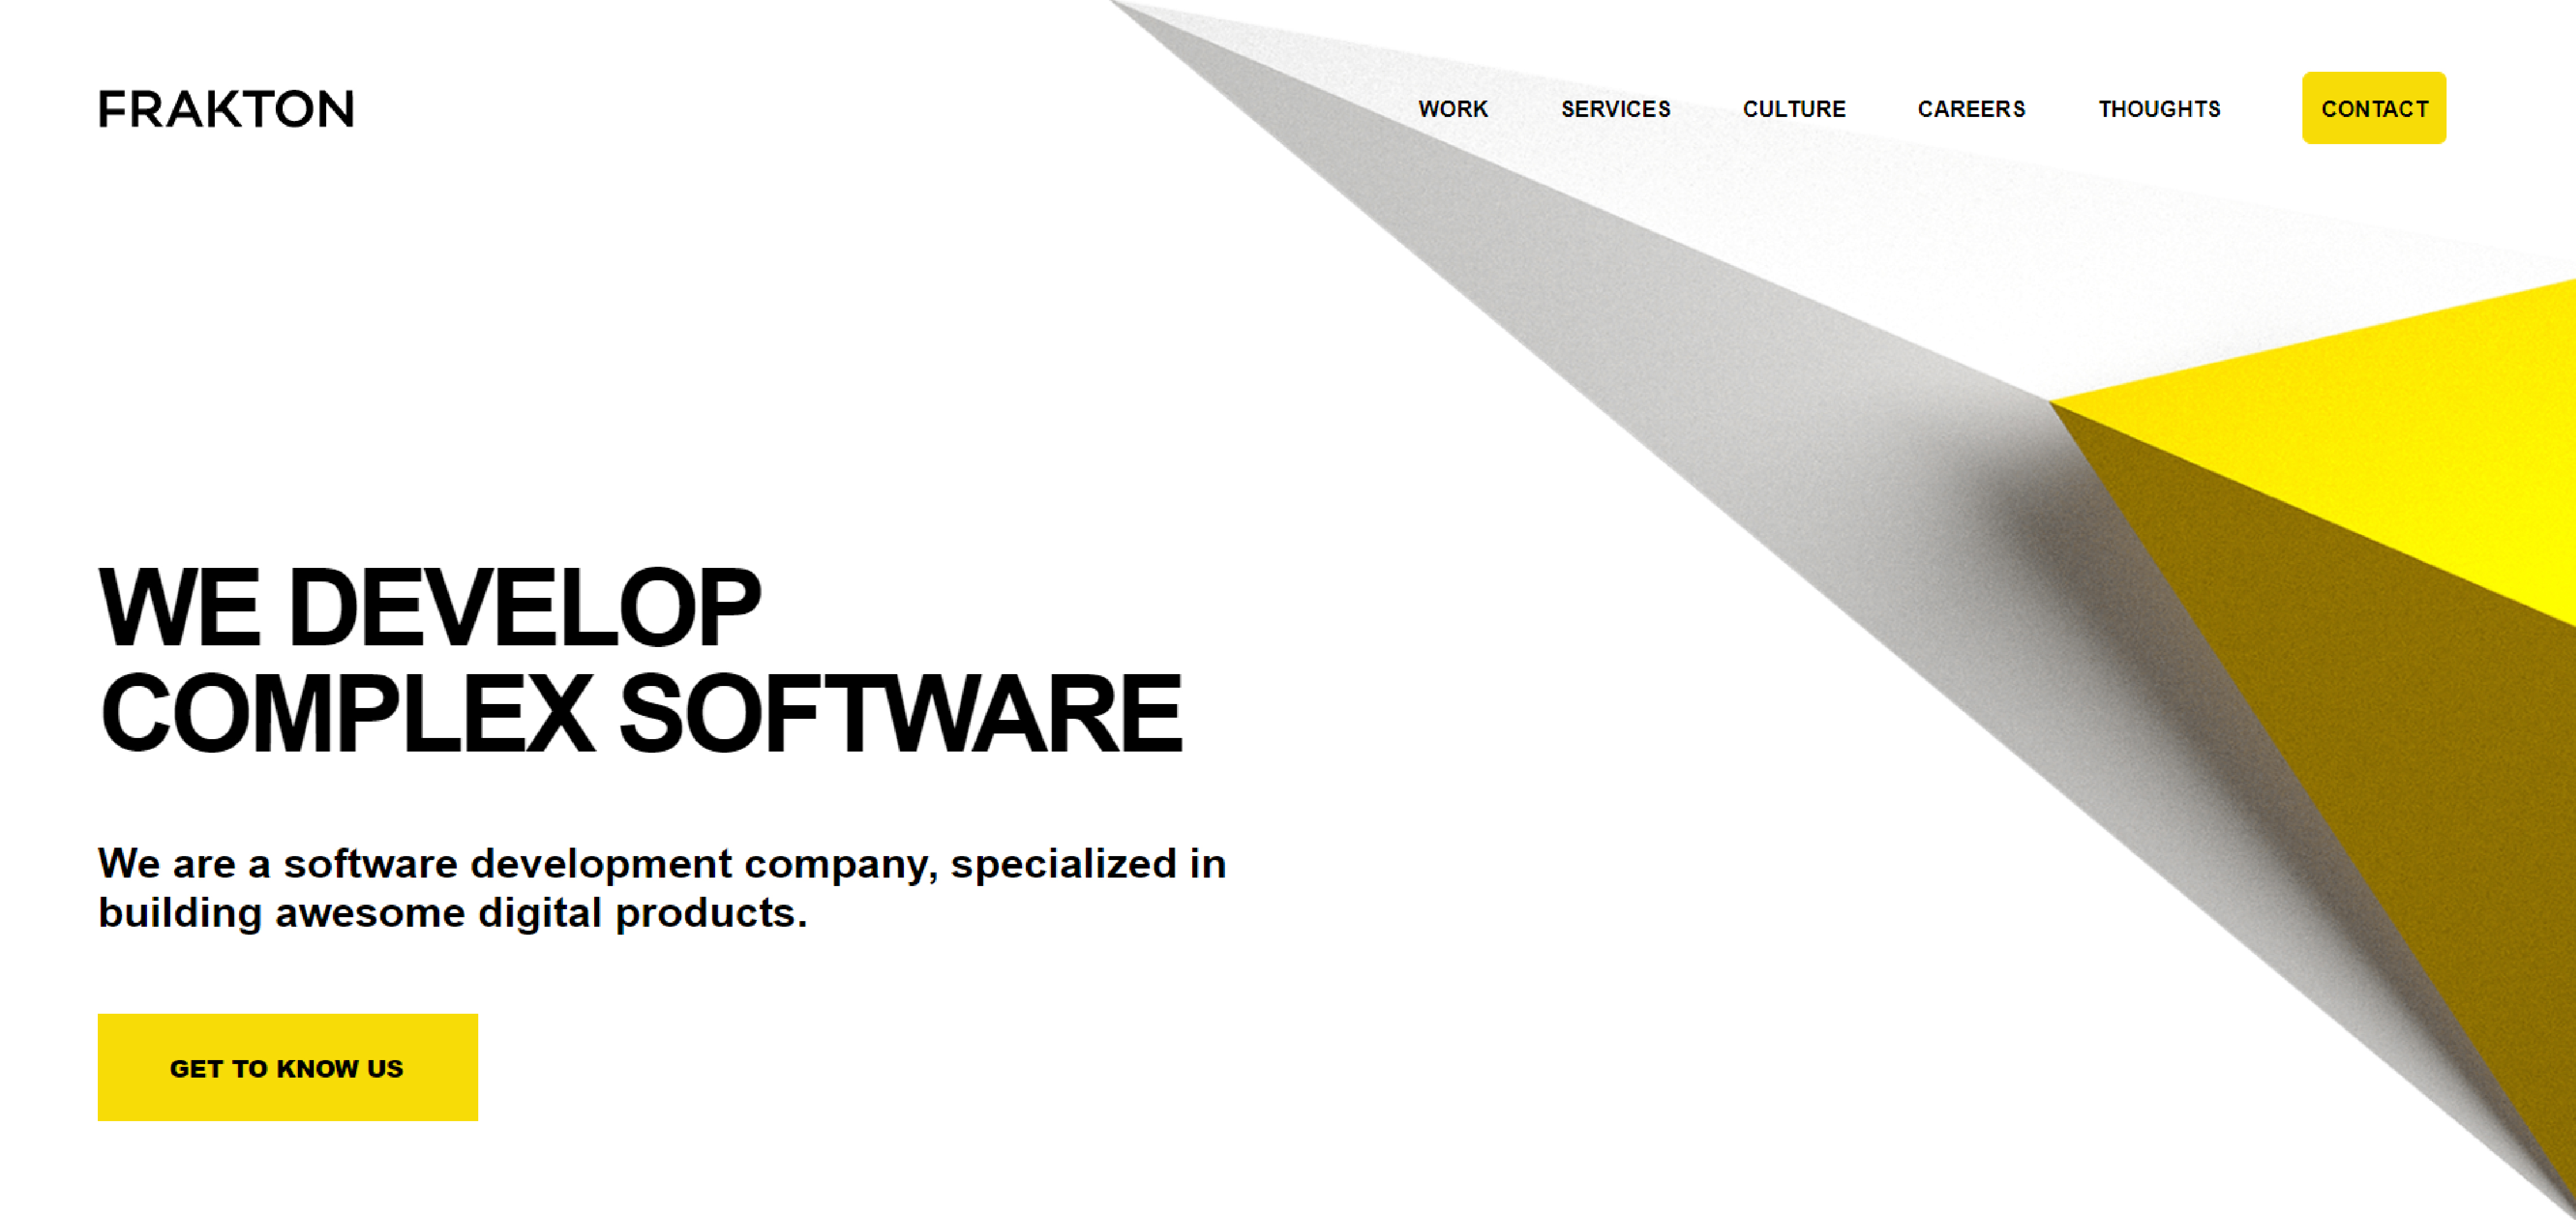 FRAKTON
WORK SERVICES CULTURE CAREERS THOUGHTS CONTACT
WE DEVELOP
COMPLEX SOFTWARE
We are a software development company, specialized in
building awesome digital products.
GET TO KNOW US